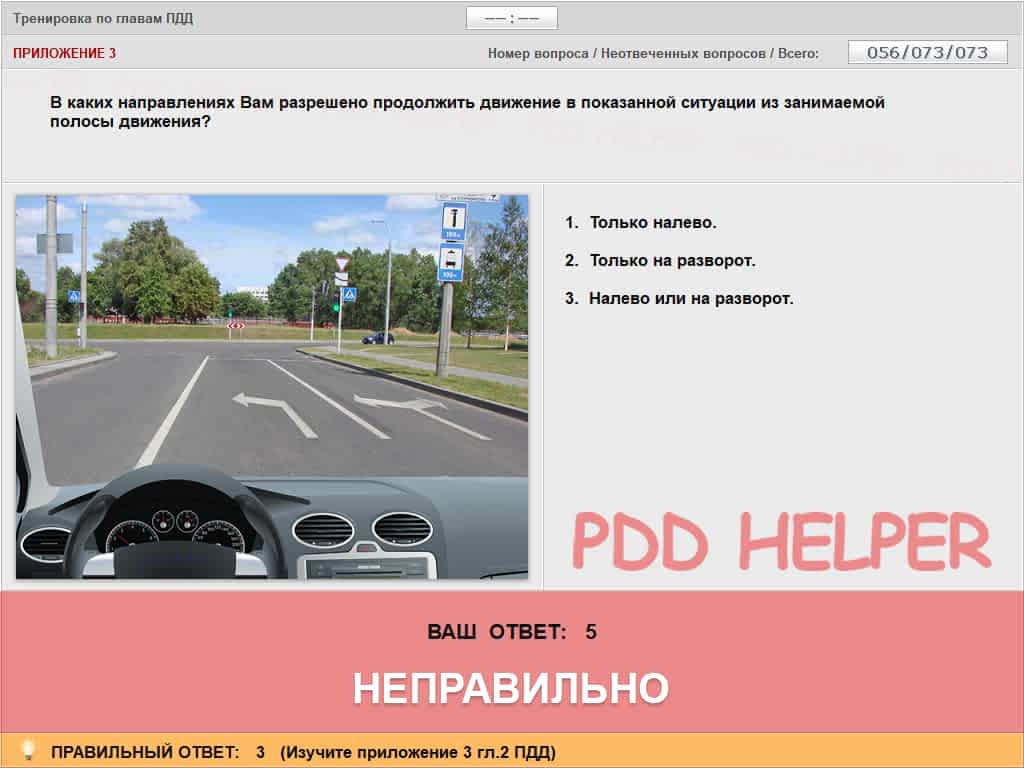 Тренировка по главам ПДД
—— : ——
ПРИЛОЖЕНИЕ 3
Номер вопроса / Неотвеченных вопросов / Всего:
056/073/073
В каких направлениях Вам разрешено продолжить движение в показанной ситуации из занимаемой
полосы движения?
1. Только налево.
2. Только на разворот.
3. Налево или на разворот.
PDD HELPER
ВАШ ОТВЕТ: 5
НЕПРАВИЛЬНО
ПРАВИЛЬНЫЙ ОТВЕТ: 3 (Изучите приложение 3 гл.2 ПДД)